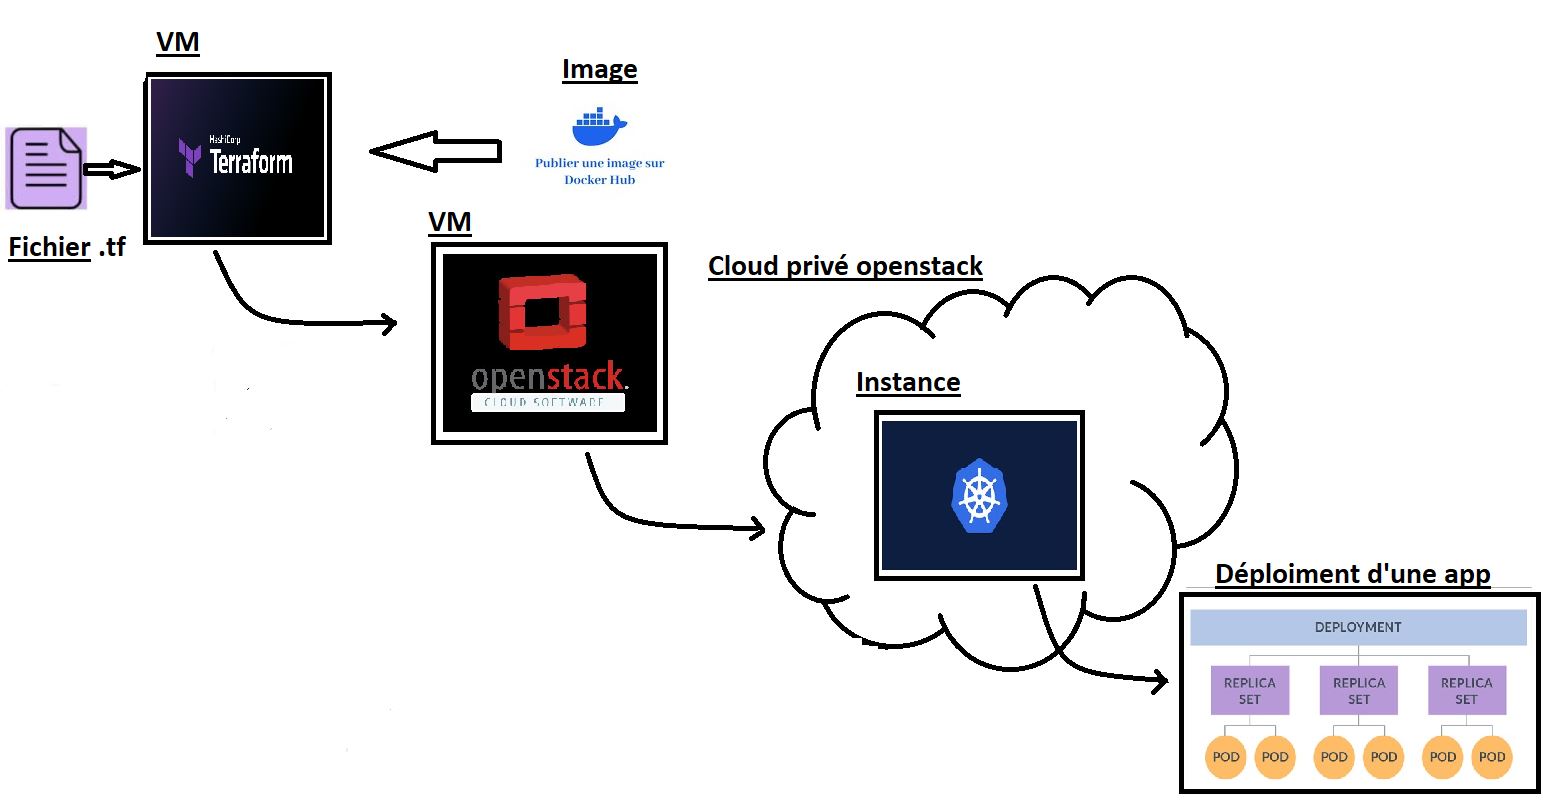 VM
Image
HashiCorp
Terraform
Publier une image sur
Docker Hub
Fichier .tf
VM
openstack.
CLOUD SOFTWARE
Cloud privé openstack
Instance
Déploiment d'une app
DEPLOYMENT
REPLICA
SET
REPLICA
SET
REPLICA
SET
POD
POD
POD
POD
POD
POD